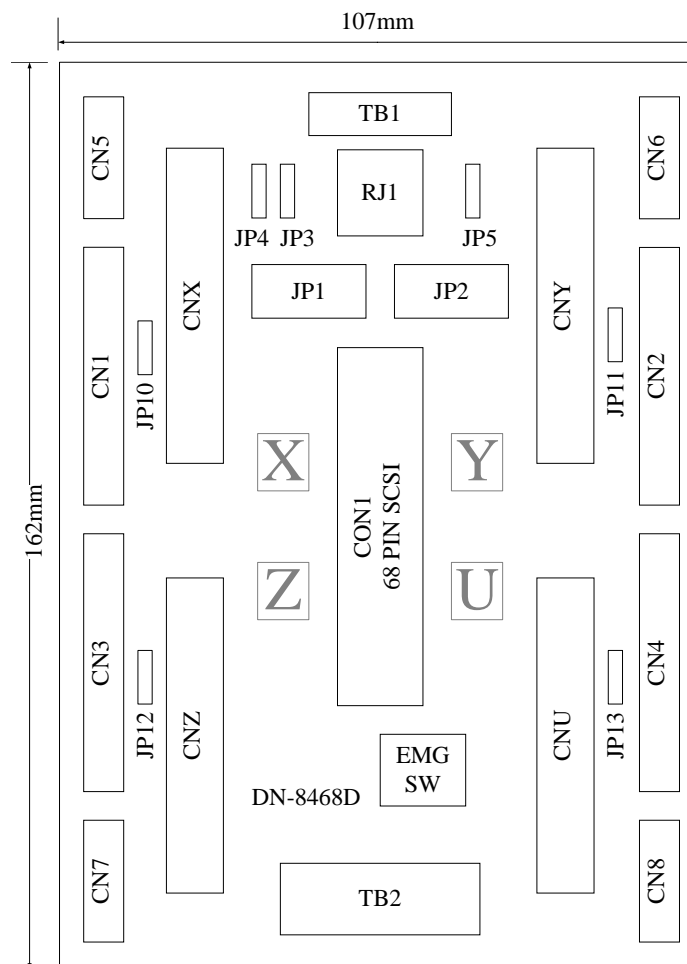 107mm
TB1
CN5
CN6
RJ1
JP4
JP3
JP5
CNX
CNY
JP1
JP2
CN1
JP10
JP11
CN2
X
Y
CON1
68 PIN SCSI
162mm
Z
U
CN3
JP12
CNZ
CNU
JP13
CN4
EMG
SW
DN-8468D
CN7
TB2
CN8